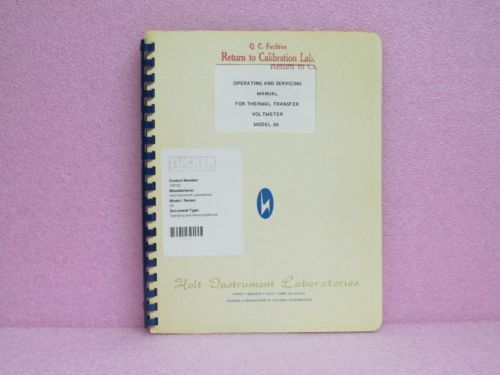 Q. C. Facilities
Return to Calibration Lab.
Return to C
OPERATING AND SERVICING
MANUAL
FOR THERMAL TRANSFER
VOLTMETER
MODEL 6A
TUCKER
Control Number:
Manufacturer:
Holt Instrument Laboratories
Model / Series:
6A
Document Type:
Operating and Servicing Manual
Holt Instrument Laboratories